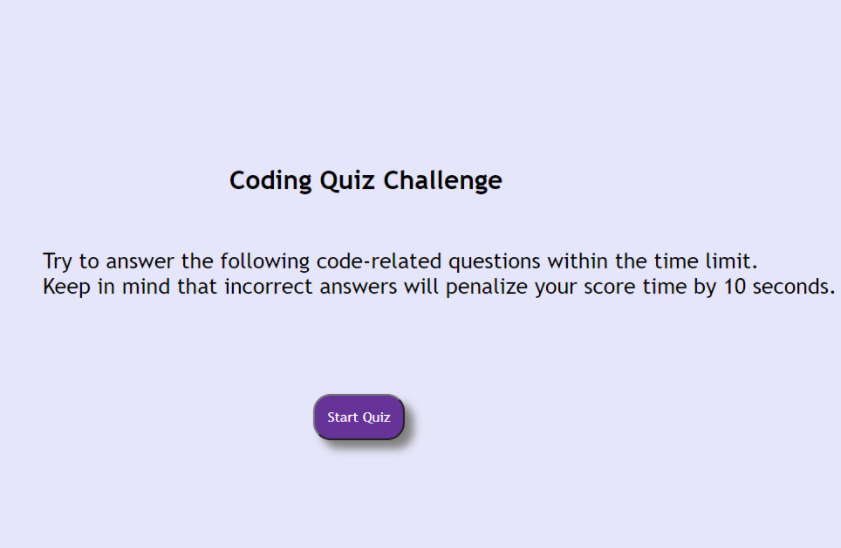 Coding Quiz Challenge
Try to answer the following code-related questions within the time limit.
Keep in mind that incorrect answers will penalize your score time by 10 seconds.
Start Quiz